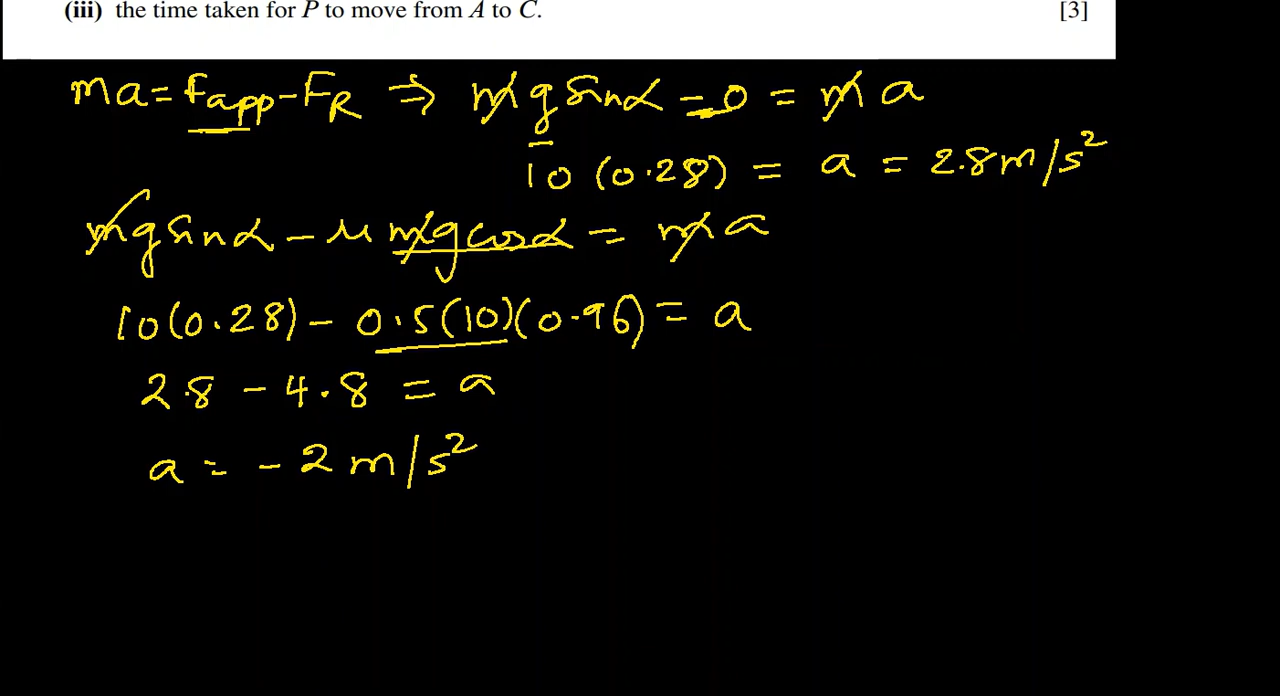 (iii) the time taken for P to move from A to C. [3]
ma = Fapp - FR ⇒ mg sinα - 0 = ma
10 (0.28) = a = 2.8 m/s²
mg sinα - μ mg cosα = ma
10(0.28) - 0.5(10)(0.96) = a
2.8 - 4.8 = a
a = -2 m/s²